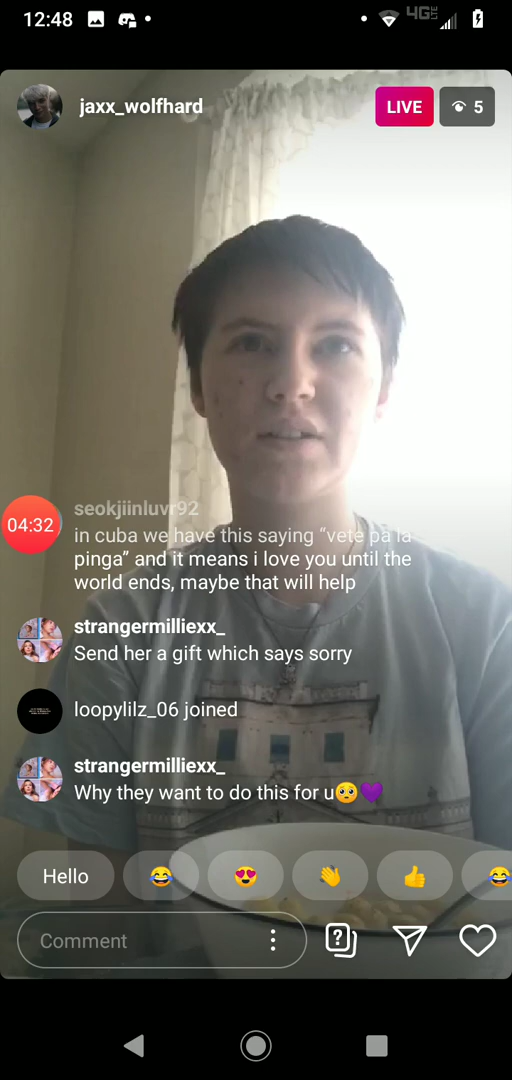 12:48
4G LTE
jaxx_wolfhard
LIVE
5
seokjiinluvr92
in cuba we have this saying “vete pa la
pinga” and it means i love you until the
world ends, maybe that will help
04:32
strangermilliexx_
Send her a gift which says sorry
loopylilz_06 joined
strangermilliexx_
Why they want to do this for u🥺💜
Hello
Comment